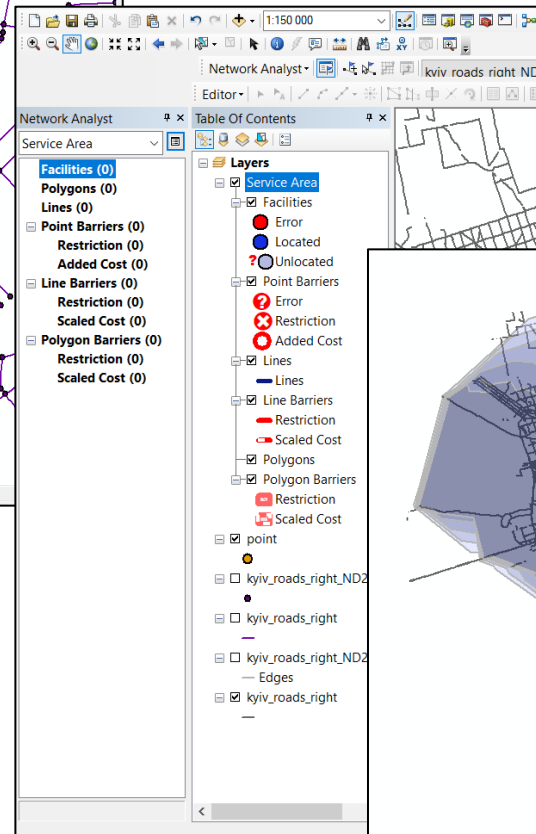 1:150 000
Network Analyst
kyiv_roads_right_ND
Editor
Network Analyst
Service Area
Facilities (0)
Polygons (0)
Lines (0)
Point Barriers (0)
Restriction (0)
Added Cost (0)
Line Barriers (0)
Restriction (0)
Scaled Cost (0)
Polygon Barriers (0)
Restriction (0)
Scaled Cost (0)
Table Of Contents
Layers
Service Area
Facilities
Error
Located
? Unlocated
Point Barriers
Error
Restriction
Added Cost
Lines
Lines
Line Barriers
Restriction
Scaled Cost
Polygons
Polygon Barriers
Restriction
Scaled Cost
point
kyiv_roads_right_ND2
kyiv_roads_right
kyiv_roads_right_ND2
Edges
kyiv_roads_right